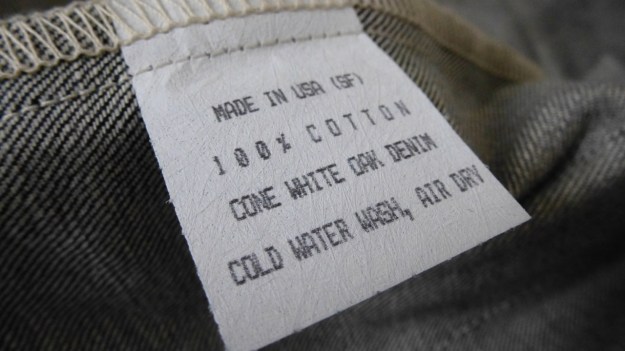 MADE IN USA (SF)
100% COTTON
CONE WHITE OAK DENIM
COLD WATER WASH, AIR DRY